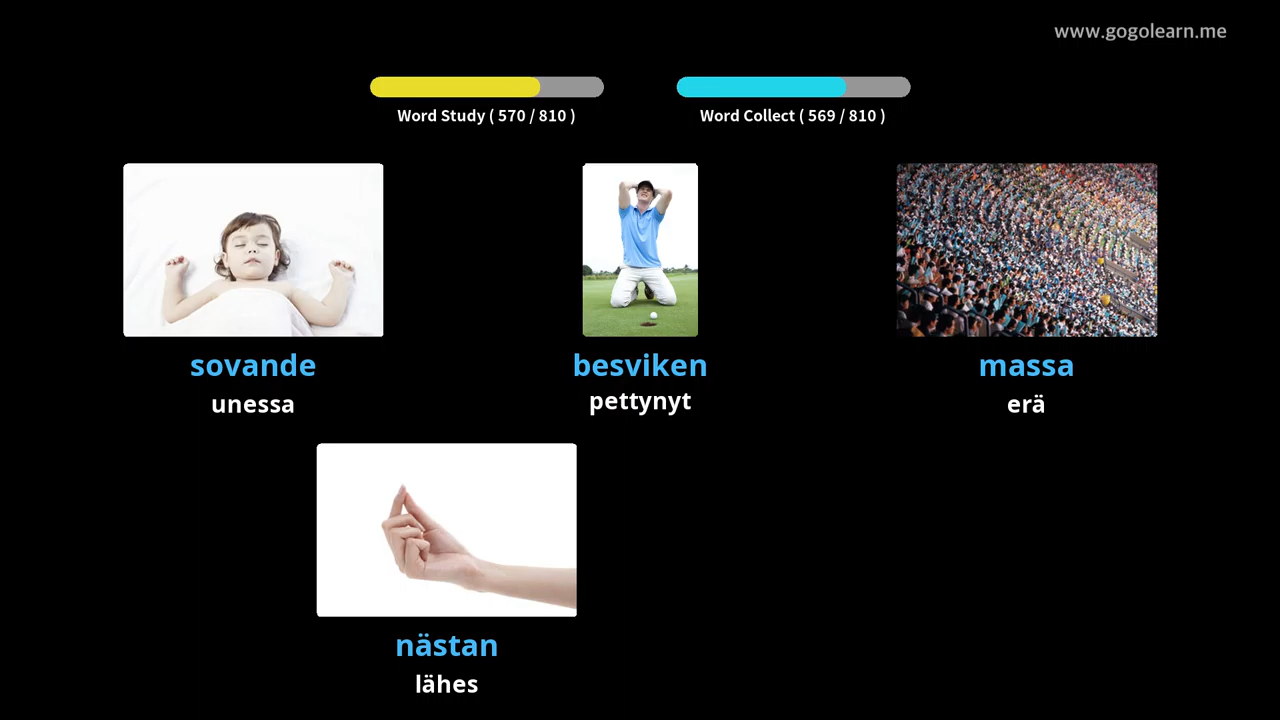 www.gogolearn.me
Word Study ( 570 / 810 )
Word Collect ( 569 / 810 )
sovande
unessa
besviken
pettynyt
massa
erä
nästan
lähes